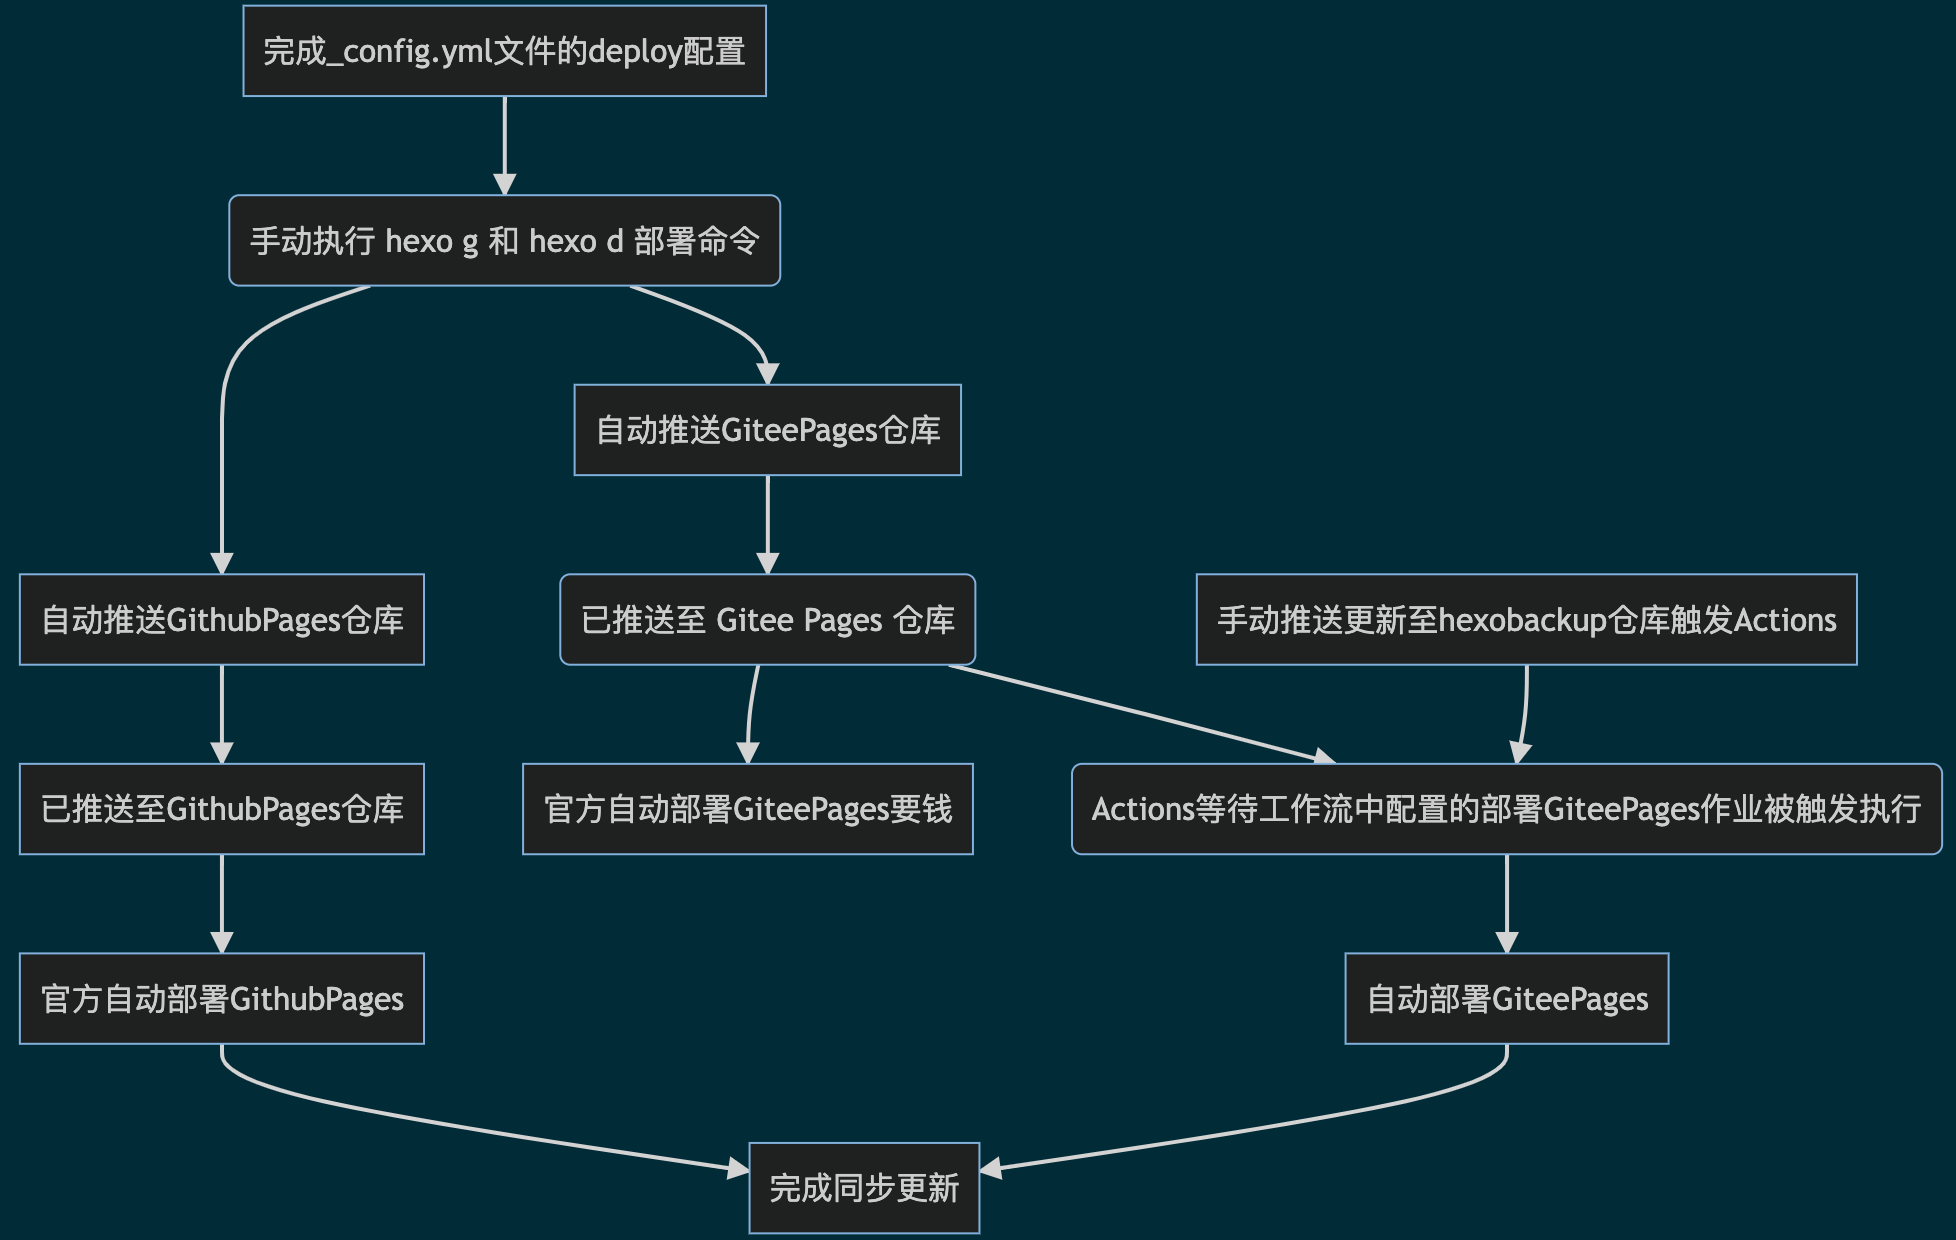 完成_config.yml文件的deploy配置
手动执行 hexo g 和 hexo d 部署命令
自动推送GiteePages仓库
自动推送GithubPages仓库
已推送至 Gitee Pages 仓库
手动推送更新至hexobackup仓库触发Actions
已推送至GithubPages仓库
官方自动部署GiteePages要钱
Actions等待工作流中配置的部署GiteePages作业被触发执行
官方自动部署GithubPages
自动部署GiteePages
完成同步更新